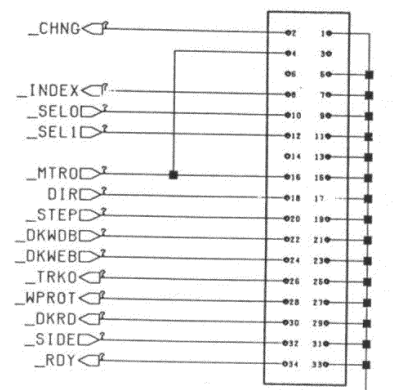 _CHNG 2 1
4 3
6 5
_INDEX 8 7
_SEL0 10 9
_SEL1 12 11
14 13
_MTR0 16 15
DIR 18 17
_STEP 20 19
_DKWDB 22 21
_DKWEB 24 23
_TRK0 26 25
_WPROT 28 27
_DKRD 30 29
_SIDE 32 31
_RDY 34 33